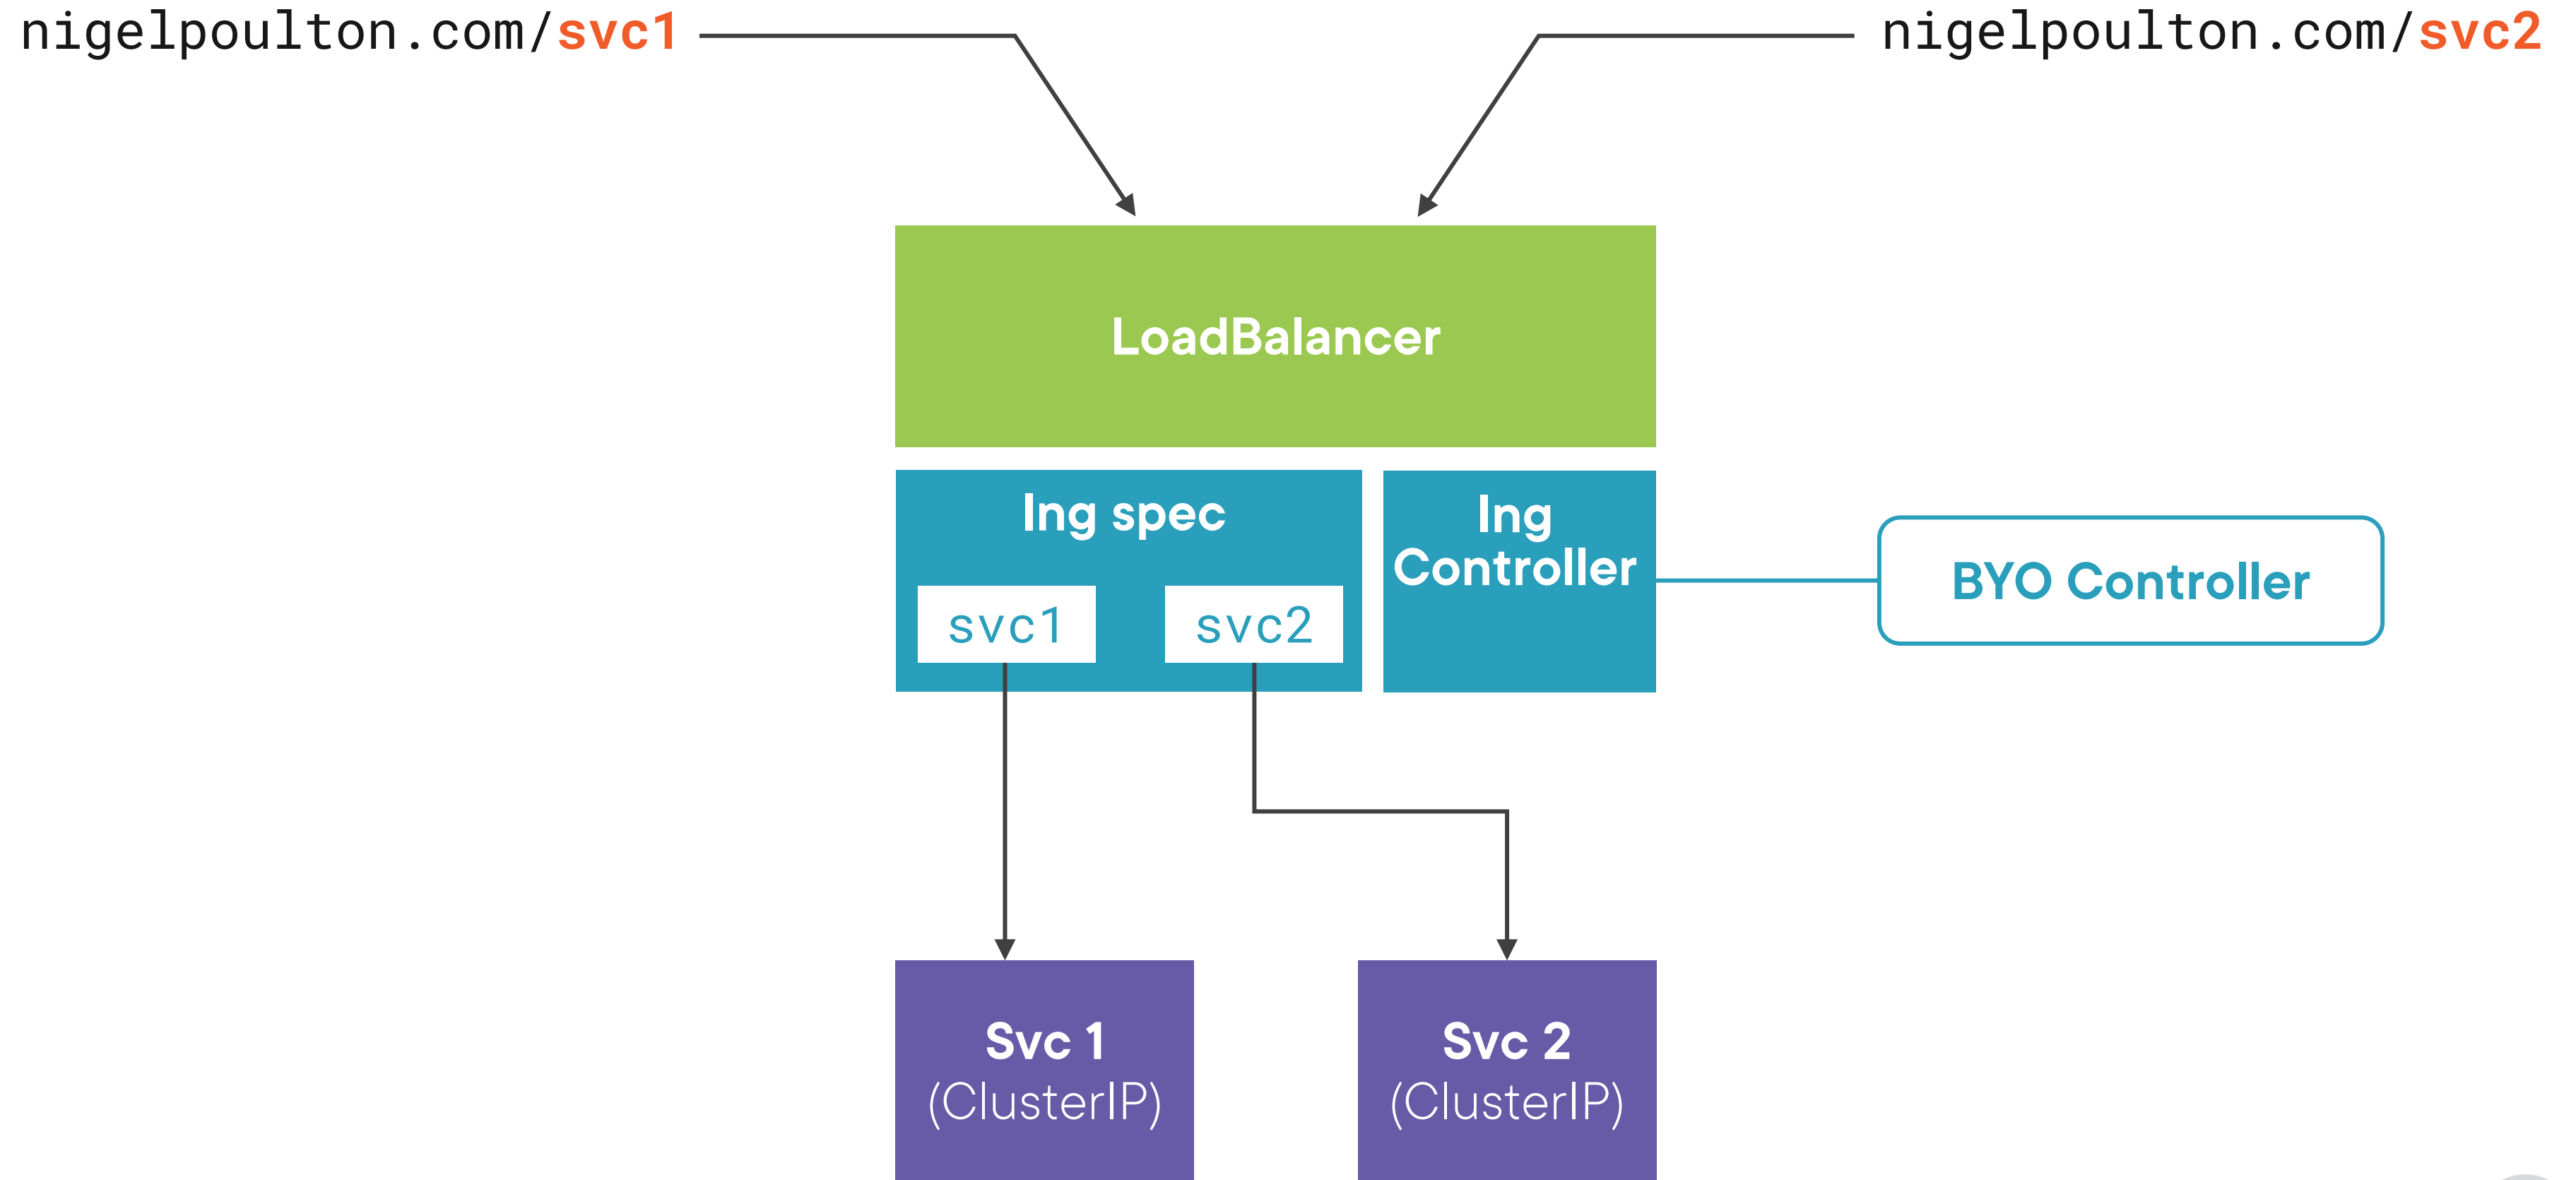 nigelpoulton.com/svc1
nigelpoulton.com/svc2
LoadBalancer
Ing spec
svc1
svc2
Ing
Controller
BYO Controller
Svc 1
(ClusterIP)
Svc 2
(ClusterIP)